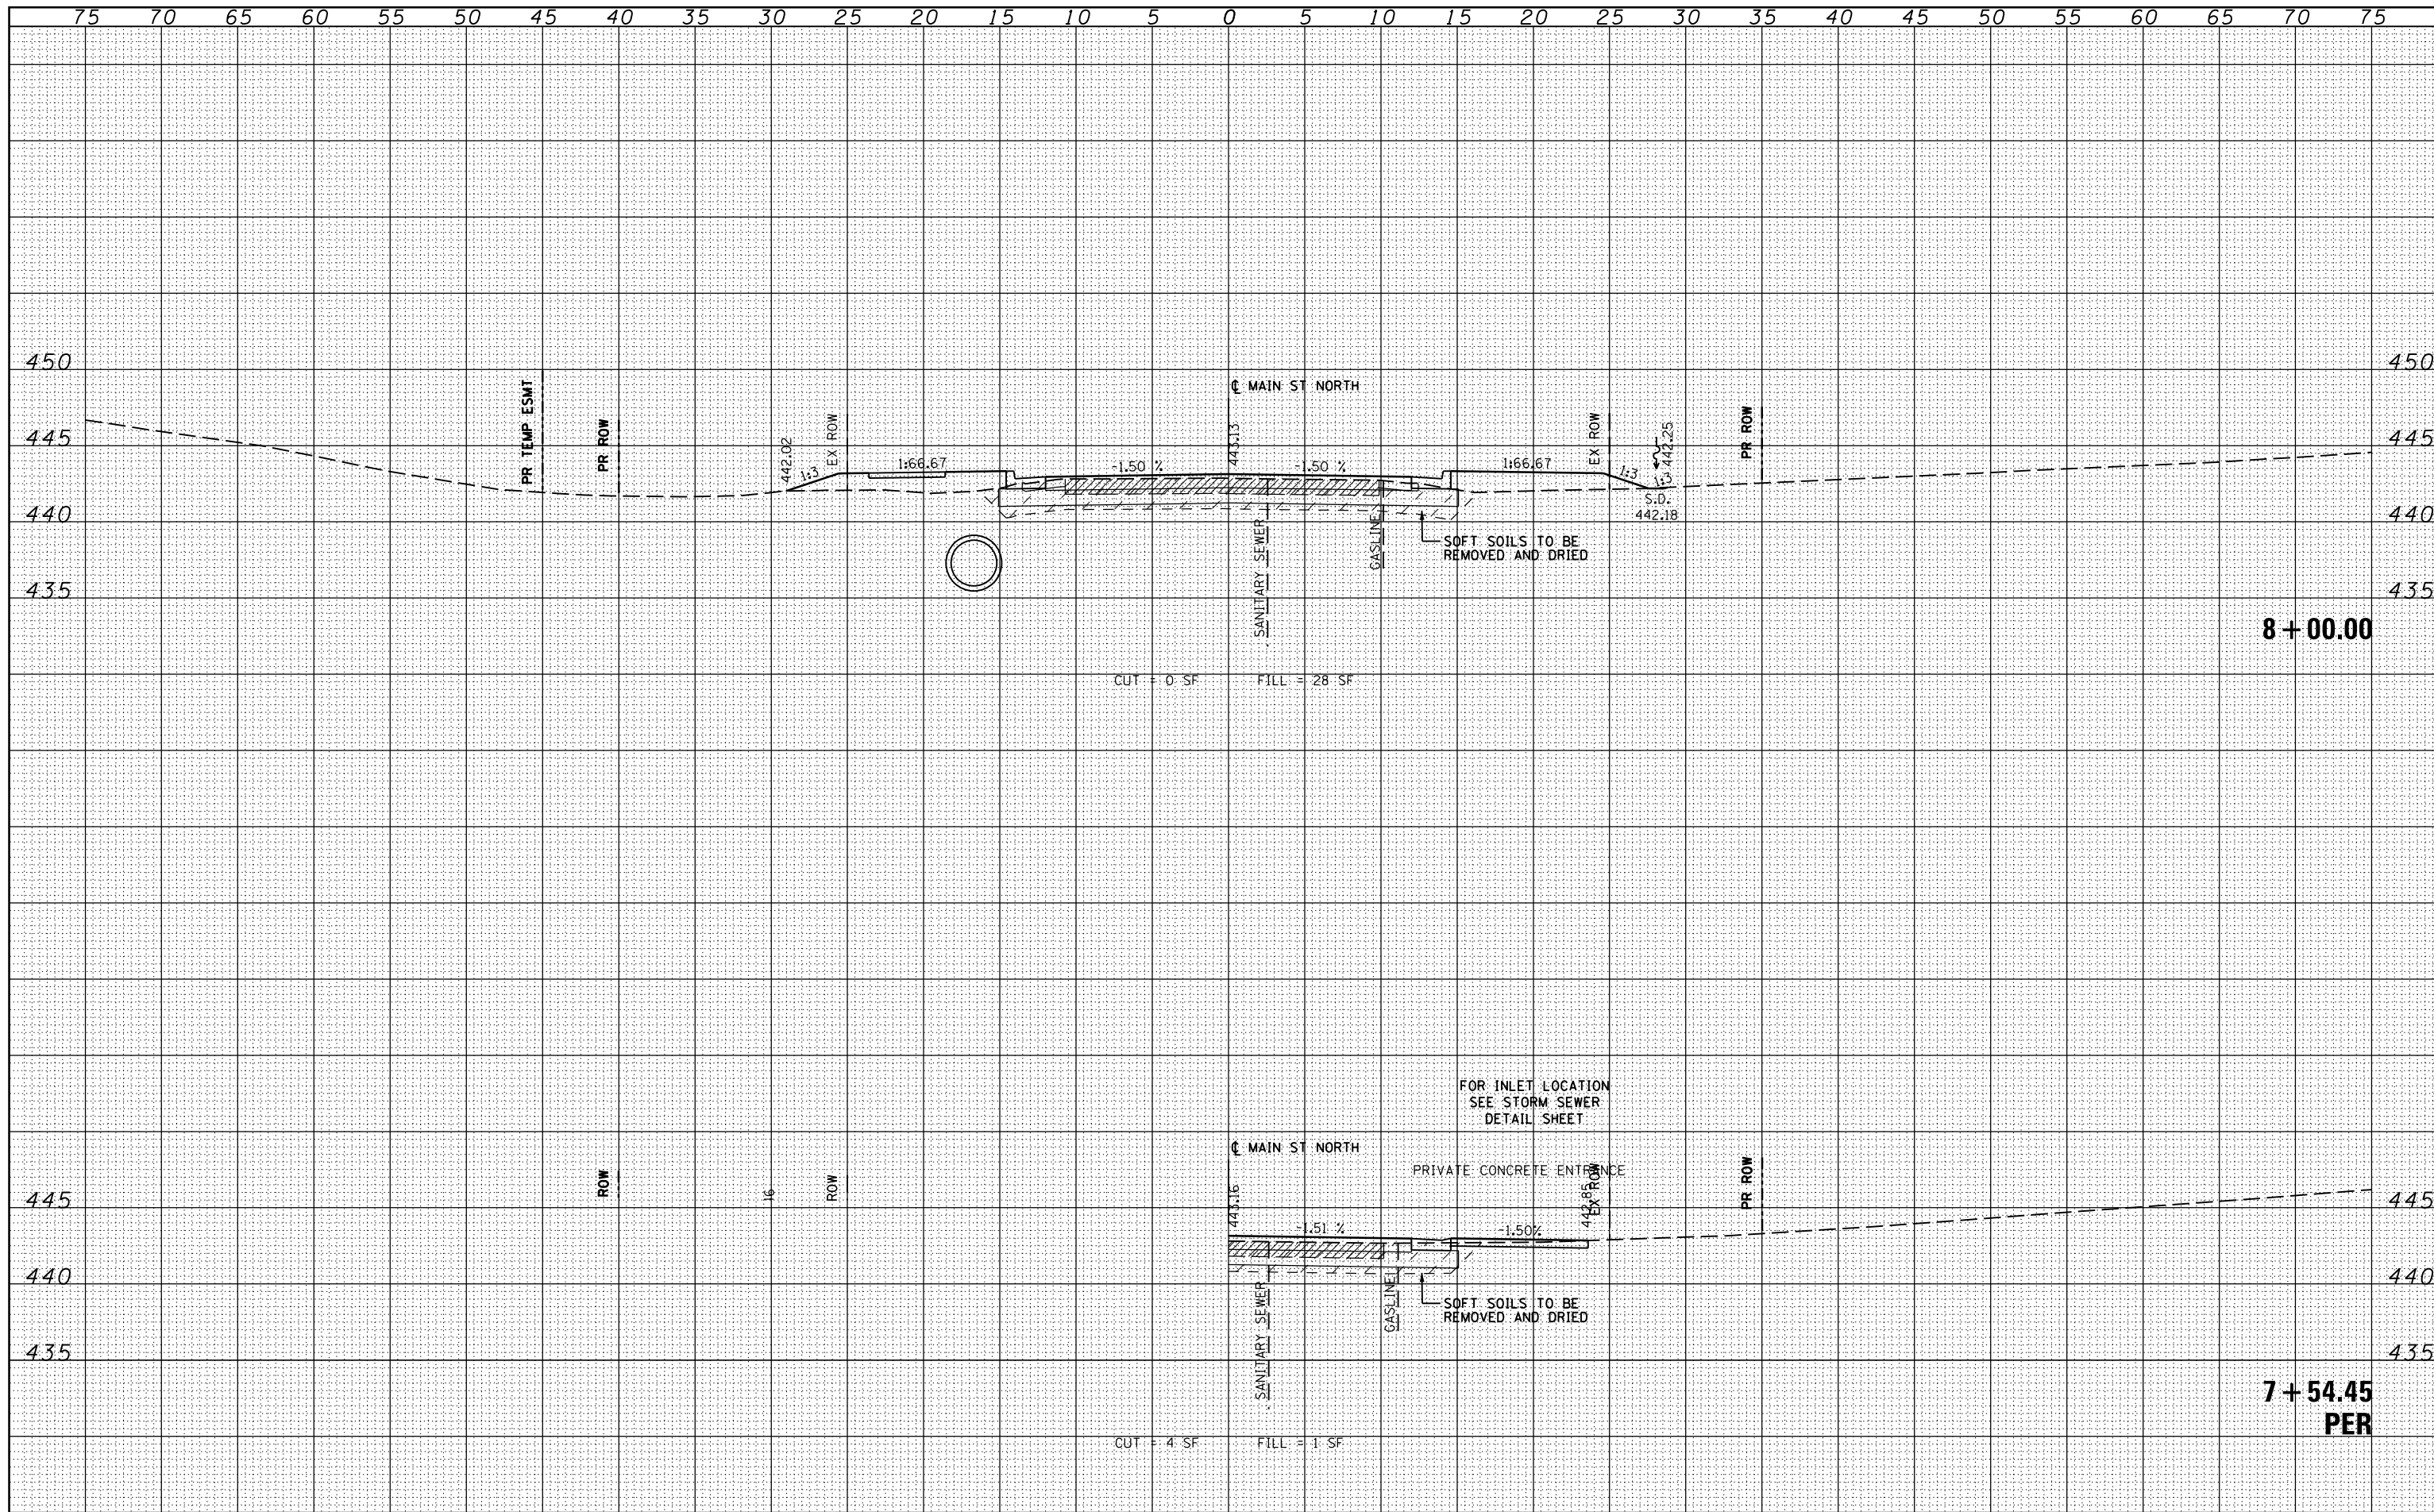 75 70 65 60 55 50 45 40 35 30 25 20 15 10 5 0 5 10 15 20 25 30 35 40 45 50 55 60 65 70 75
450 450
PR TEMP ESMT
PR ROW
442.02
EX ROW
℄ MAIN ST NORTH
443.13
EX ROW
442.25
PR ROW
445 445
1:3
1:66.67
-1.50 %
-1.50 %
1:66.67
1:3
1:3
S.D.
442.18
440 440
SANITARY SEWER
GASLINE
SOFT SOILS TO BE
REMOVED AND DRIED
435 435
8+00.00
CUT = 0 SF FILL = 28 SF
FOR INLET LOCATION
SEE STORM SEWER
DETAIL SHEET
℄ MAIN ST NORTH
PRIVATE CONCRETE ENTRANCE
ROW
16
ROW
443.16
442.85
EX ROW
PR ROW
445 445
-1.51 %
-1.50%
440 440
SANITARY SEWER
GASLINE
SOFT SOILS TO BE
REMOVED AND DRIED
435 435
7+54.45
PER
CUT = 4 SF FILL = 1 SF